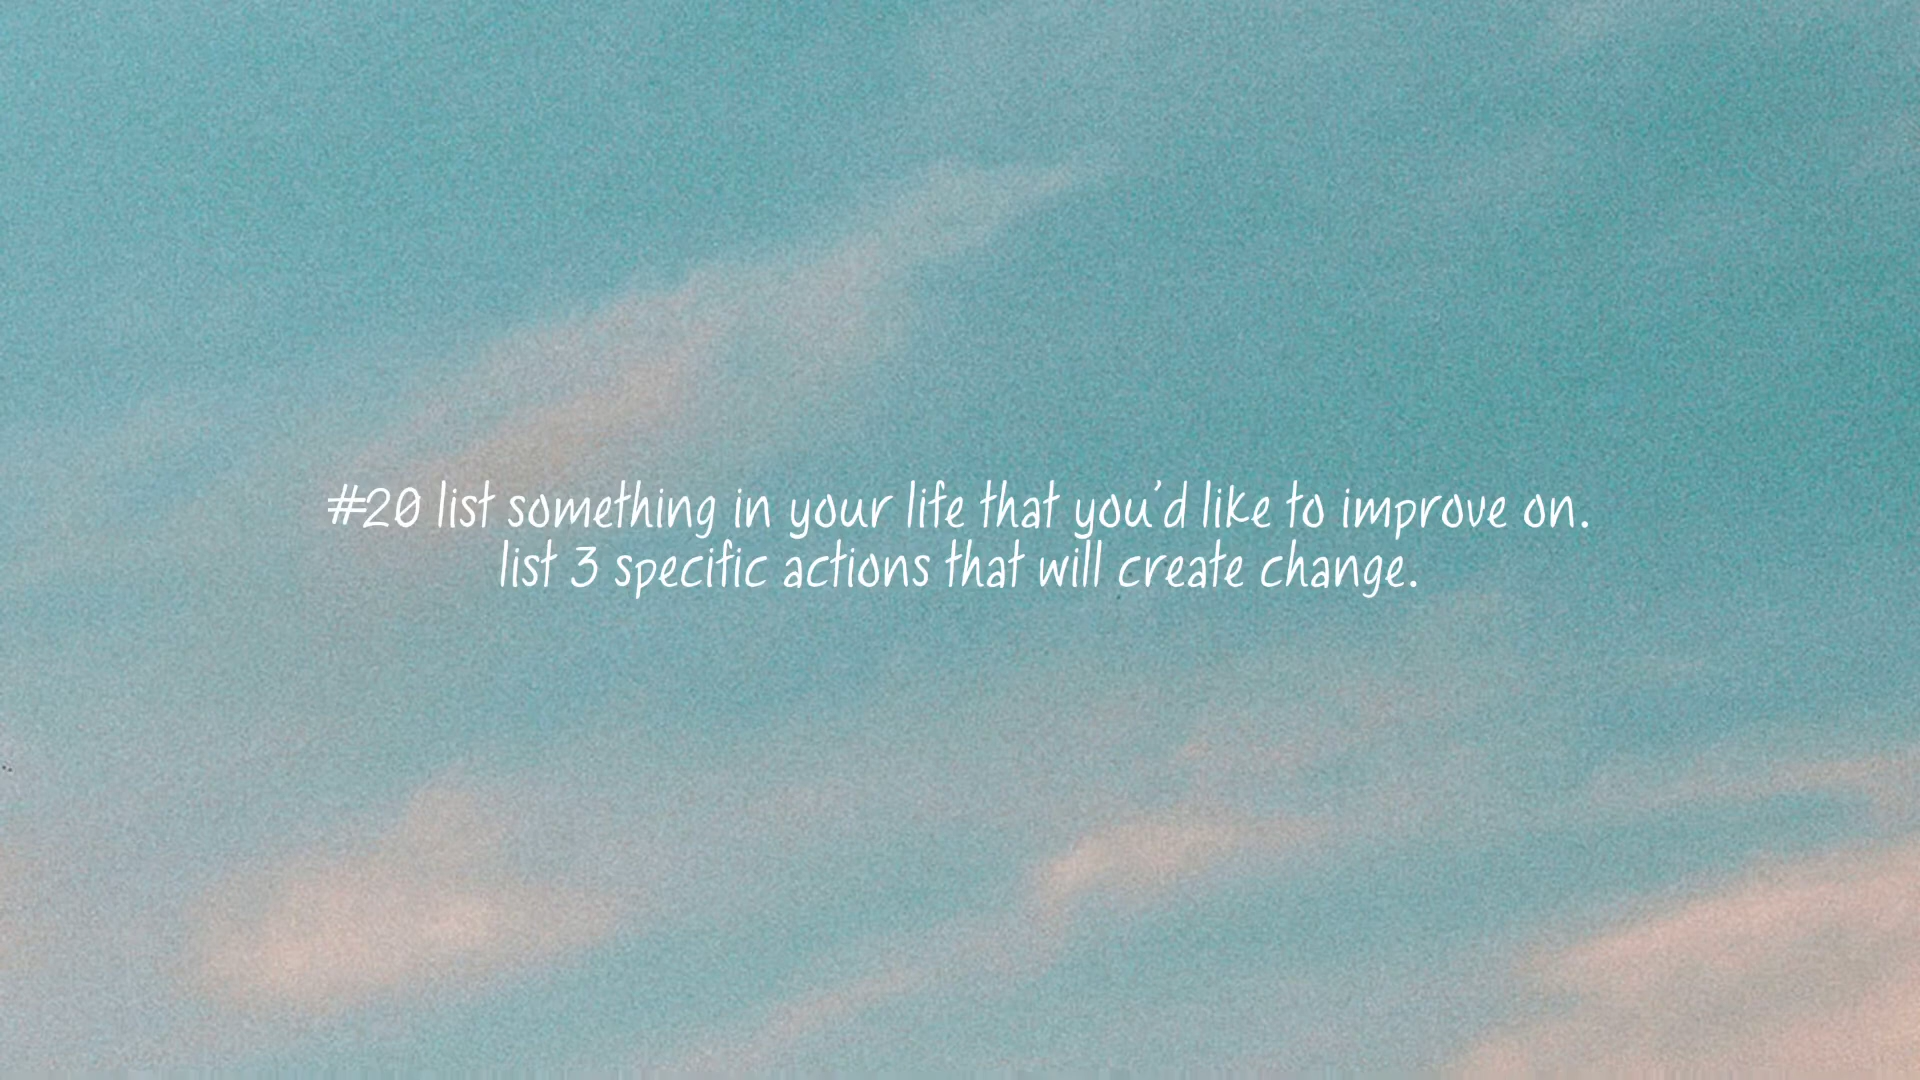 #20 list something in your life that you'd like to improve on.
list 3 specific actions that will create change.